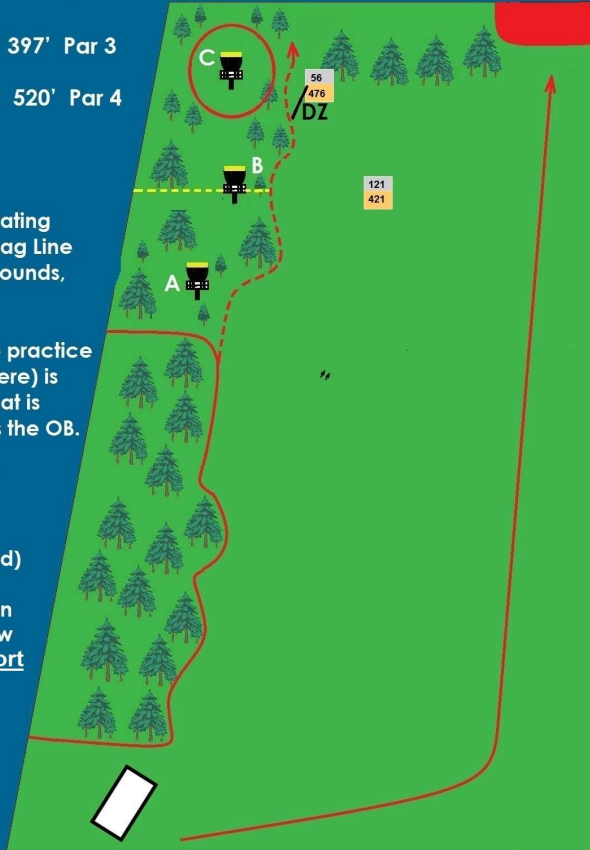 397' Par 3
520' Par 4
ating
ag Line
ounds,
practice
ere) is
at is
s the OB.
d)
n
w
ort
C
56
476
DZ
B
121
421
A